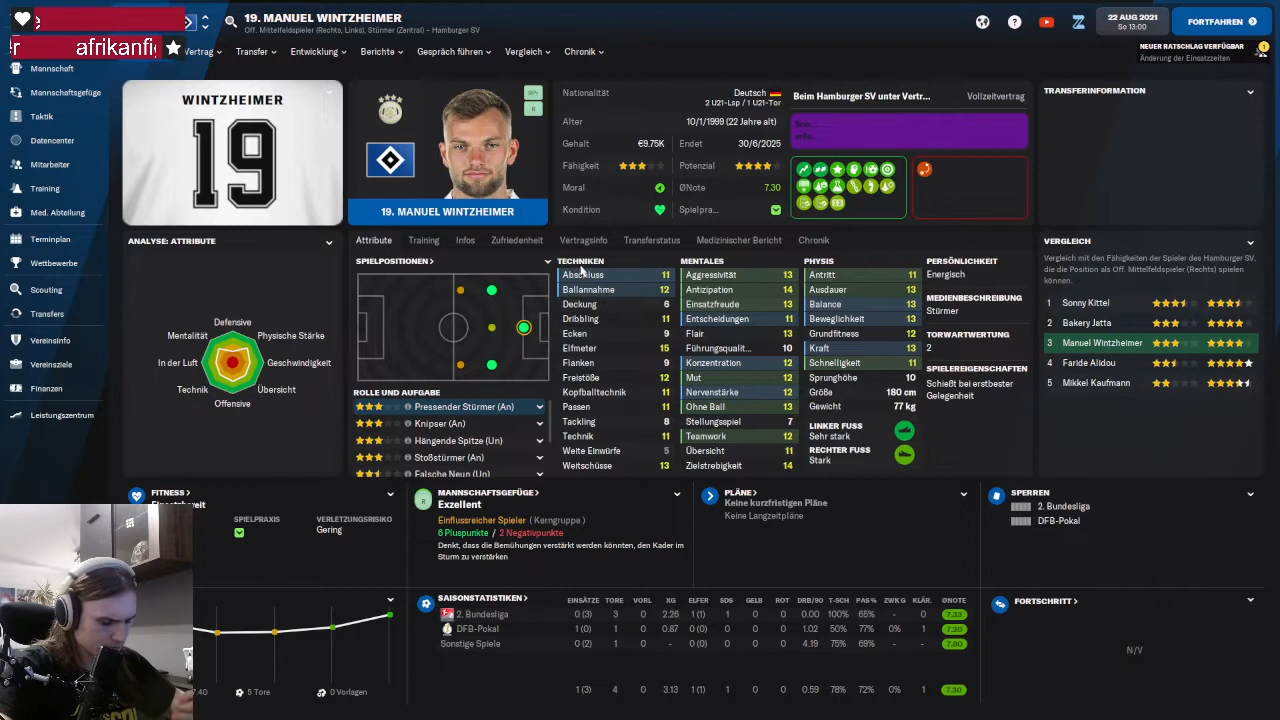 19. MANUEL WINTZHEIMER
Off. Mittelfeldspieler (Rechts, Links), Stürmer (Zentral) – Hamburger SV
22 AUG 2021
So 13:00
FORTFAHREN
afrikanfi
Vertrag
Transfer
Entwicklung
Berichte
Gespräch führen
Vergleich
Chronik
NEUER RATSCHLAG VERFÜGBAR
Änderung der Einsatzzeiten
1
Mannschaft
Mannschaftsgefüge
Taktik
Datencenter
Mitarbeiter
Training
Med. Abteilung
Terminplan
Wettbewerbe
Scouting
Transfers
Vereinsinfo
Vereinsziele
Finanzen
Leistungszentrum
WINTZHEIMER
19
19. MANUEL WINTZHEIMER
Nationalität Deutsch
2 U21-Lsp / 1 U21-Tor
Alter 10/1/1999 (22 Jahre alt)
Gehalt €9.75K Endet 30/6/2025
Fähigkeit Potenzial
Moral ØNote 7.30
Kondition Spielpra...
Beim Hamburger SV unter Vertr... Vollzeitvertrag
TRANSFERINFORMATION
ANALYSE: ATTRIBUTE
Defensive
Mentalität Physische Stärke
In der Luft Geschwindigkeit
Technik Übersicht
Offensive
Attribute Training Infos Zufriedenheit Vertragsinfo Transferstatus Medizinischer Bericht Chronik
SPIELPOSITIONEN
ROLLE UND AUFGABE
Pressender Stürmer (An)
Knipser (An)
Hängende Spitze (Un)
Stoßstürmer (An)
Falsche Neun (Un)
TECHNIKEN
Abschluss 11
Ballannahme 12
Deckung 6
Dribbling 11
Ecken 9
Elfmeter 15
Flanken 9
Freistöße 12
Kopfballtechnik 11
Passen 11
Tackling 8
Technik 11
Weite Einwürfe 5
Weitschüsse 13
MENTALES
Aggressivität 13
Antizipation 14
Einsatzfreude 13
Entscheidungen 11
Flair 13
Führungsqualit... 10
Konzentration 12
Mut 12
Nervenstärke 12
Ohne Ball 13
Stellungsspiel 7
Teamwork 12
Übersicht 11
Zielstrebigkeit 14
PHYSIS
Antritt 11
Ausdauer 13
Balance 13
Beweglichkeit 13
Grundfitness 12
Kraft 13
Schnelligkeit 11
Sprunghöhe 10
Größe 180 cm
Gewicht 77 kg
LINKER FUSS
Sehr stark
RECHTER FUSS
Stark
PERSÖNLICHKEIT
Energisch
MEDIENBESCHREIBUNG
Stürmer
TORWARTWERTUNG
2
SPIELEREIGENSCHAFTEN
Schießt bei erstbester
Gelegenheit
VERGLEICH
Vergleich mit den Fähigkeiten der Spieler des Hamburger SV,
die die Position als Off. Mittelfeldspieler (Rechts) spielen
können.
1 Sonny Kittel
2 Bakery Jatta
3 Manuel Wintzheimer
4 Faride Alidou
5 Mikkel Kaufmann
FITNESS
SPIELPRAXIS VERLETZUNGSRISIKO
Gering
MANNSCHAFTSGEFÜGE
Exzellent
Einflussreicher Spieler (Kerngruppe)
6 Pluspunkte / 2 Negativpunkte
Denkt, dass die Bemühungen verstärkt werden könnten, den Kader im
Sturm zu verstärken
PLÄNE
Keine kurzfristigen Pläne
Keine Langzeitpläne
SPERREN
2. Bundesliga
DFB-Pokal
7.40 5 Tore 0 Vorlagen
SAISONSTATISTIKEN EINSÄTZE TORE VORL XG ELFER SDS GELB ROT DRB/90 T-SCH PAS % ZWK G KLÄR. ØNOTE
2. Bundesliga 0 (3) 3 0 2.26 1 (1) 1 0 0 0.00 100% 65% - 0 7.33
DFB-Pokal 1 (0) 1 0 0.87 0 (0) 0 0 0 1.02 50% 77% 0% 1 7.20
Sonstige Spiele 0 (2) 1 0 - 0 (0) 0 0 0 4.19 75% 69% - - 7.80
1 (3) 4 0 3.13 1 (1) 1 0 0 0.59 78% 72% 0% 1 7.30
FORTSCHRITT
N/V